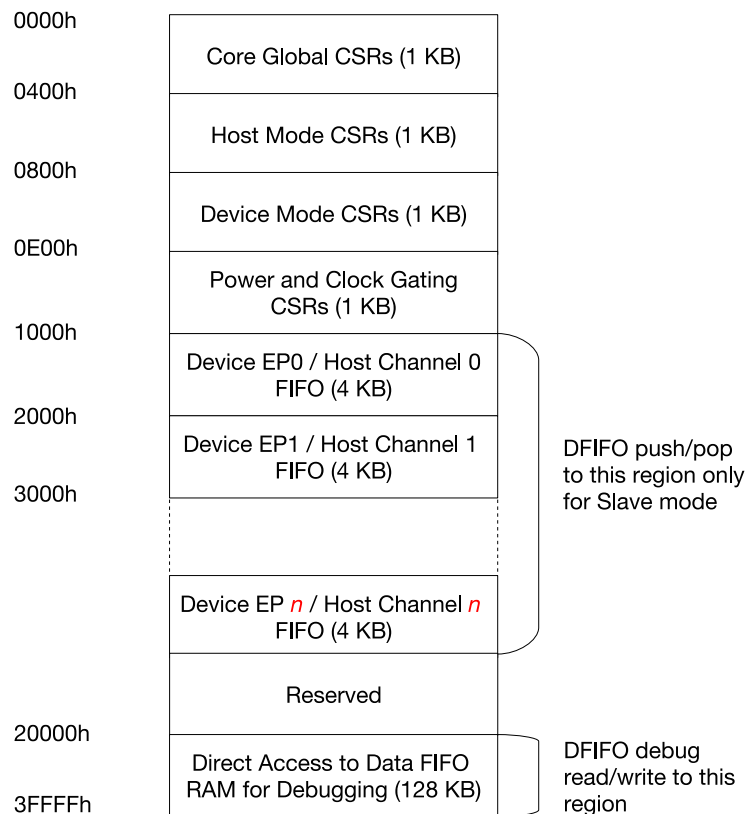 0000h
Core Global CSRs (1 KB)
0400h
Host Mode CSRs (1 KB)
0800h
Device Mode CSRs (1 KB)
0E00h
Power and Clock Gating
CSRs (1 KB)
1000h
Device EP0 / Host Channel 0
FIFO (4 KB)
2000h
Device EP1 / Host Channel 1
FIFO (4 KB)
3000h
DFIFO push/pop
to this region only
for Slave mode
Device EP n / Host Channel n
FIFO (4 KB)
Reserved
20000h
Direct Access to Data FIFO
RAM for Debugging (128 KB)
3FFFFh
DFIFO debug
read/write to this
region